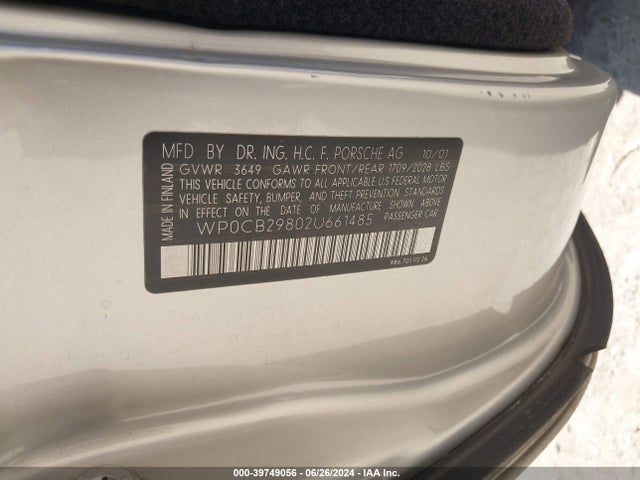 MFD BY DR. ING. H.C. F. PORSCHE AG 10/01
GVWR 3649 GAWR FRONT/REAR 1709/2028 LBS
THIS VEHICLE CONFORMS TO ALL APPLICABLE U.S FEDERAL MOTOR
VEHICLE SAFETY, BUMPER, AND THEFT PREVENTION STANDARDS
IN EFFECT ON THE DATE OF MANUFACTURE SHOWN ABOVE
WP0CB29802U661485 PASSENGER CAR
MADE IN FINLAND
000-39749056 | 06/26/2024 | IAA Inc.